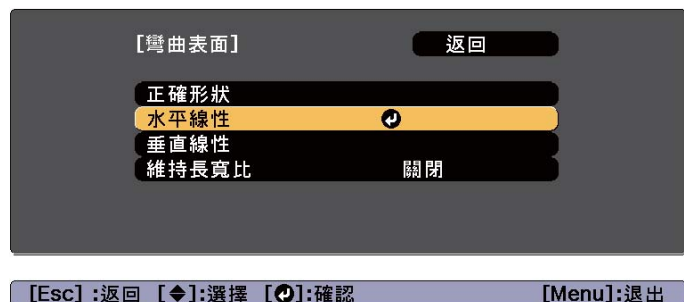 [彎曲表面] 返回
正確形狀
水平線性
垂直線性
維持長寬比 關閉
[Esc] :返回 [◆]:選擇 [↵]:確認 [Menu]:退出